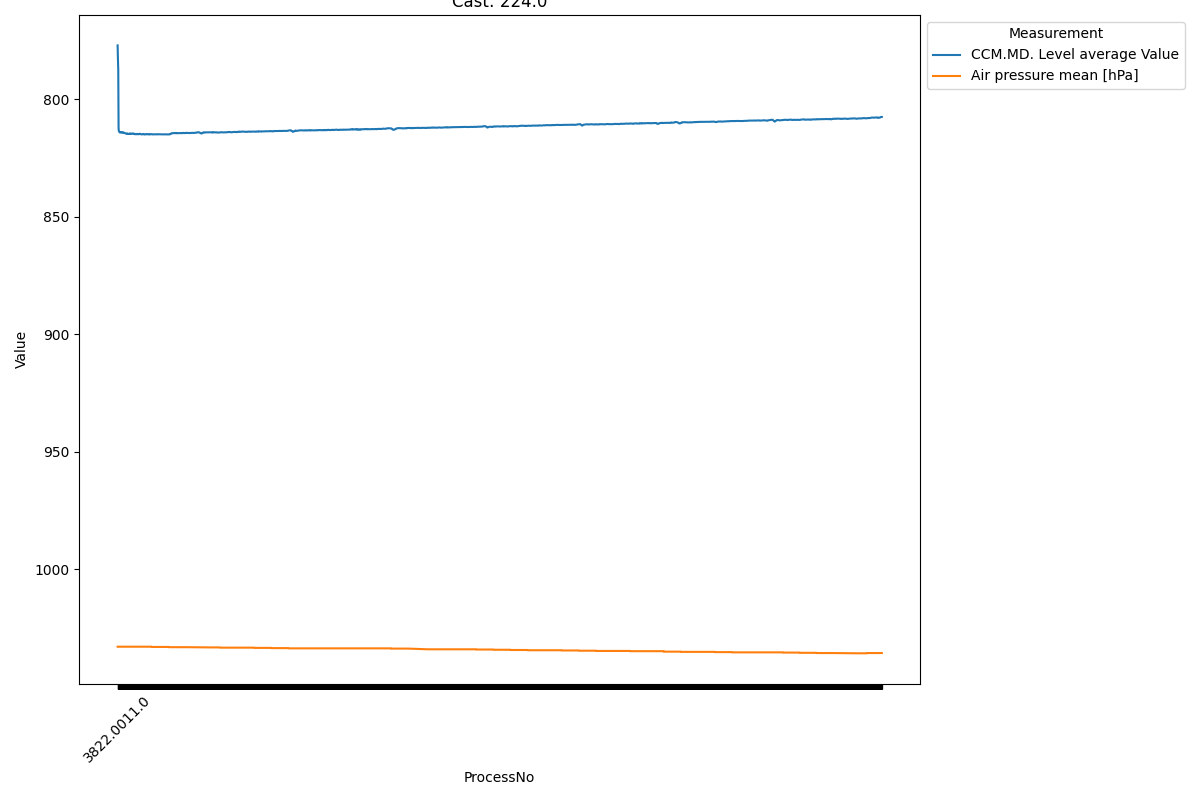 Cast: 224.0
Measurement
CCM.MD. Level average Value
Air pressure mean [hPa]
800
850
900
950
1000
Value
3822.0011.0
ProcessNo